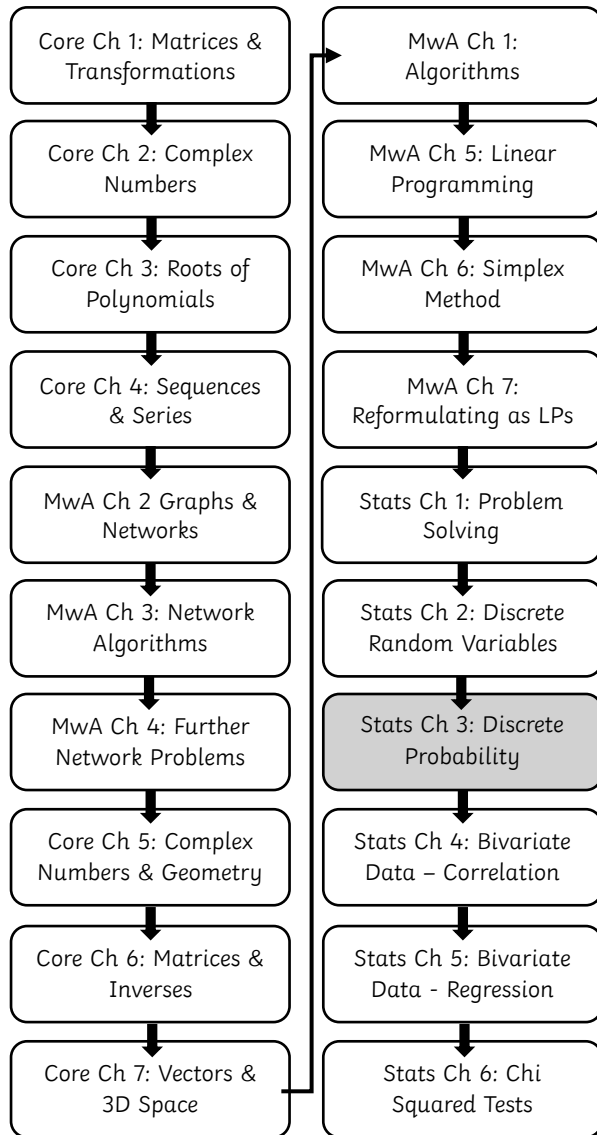 Core Ch 1: Matrices &
Transformations
Core Ch 2: Complex
Numbers
Core Ch 3: Roots of
Polynomials
Core Ch 4: Sequences
& Series
MwA Ch 2 Graphs &
Networks
MwA Ch 3: Network
Algorithms
MwA Ch 4: Further
Network Problems
Core Ch 5: Complex
Numbers & Geometry
Core Ch 6: Matrices &
Inverses
Core Ch 7: Vectors &
3D Space
MwA Ch 1:
Algorithms
MwA Ch 5: Linear
Programming
MwA Ch 6: Simplex
Method
MwA Ch 7:
Reformulating as LPs
Stats Ch 1: Problem
Solving
Stats Ch 2: Discrete
Random Variables
Stats Ch 3: Discrete
Probability
Stats Ch 4: Bivariate
Data – Correlation
Stats Ch 5: Bivariate
Data - Regression
Stats Ch 6: Chi
Squared Tests